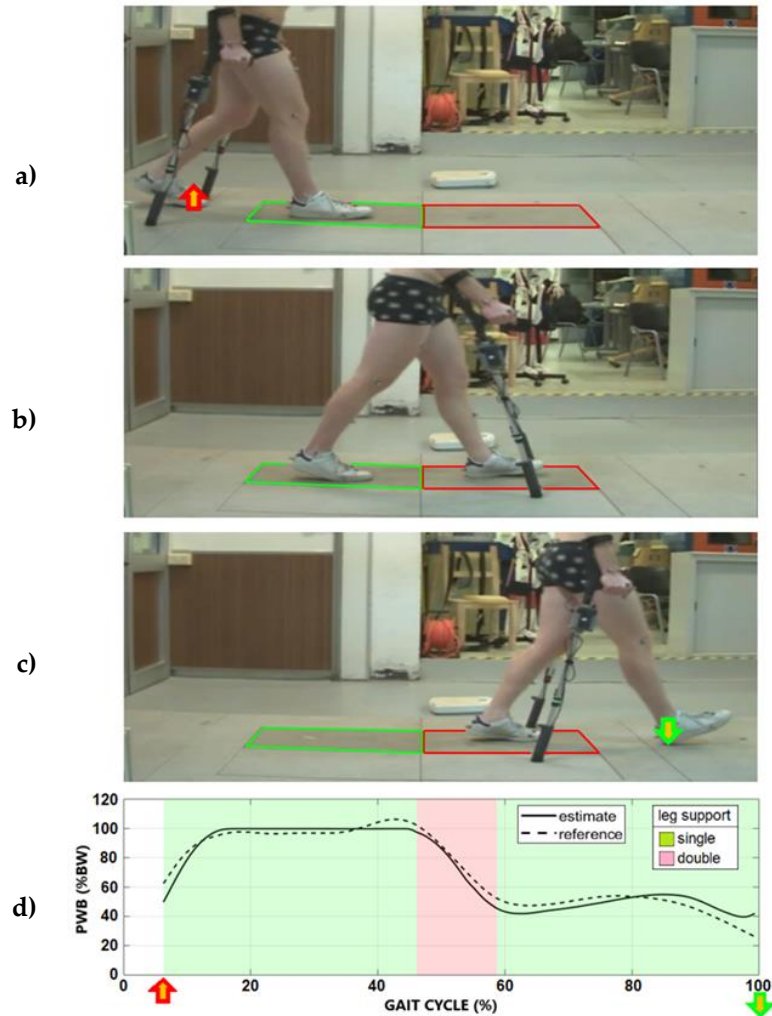 a)
b)
c)
d)
120
100
80
60
40
20
0
PWB (%BW)
estimate
reference
leg support
single
double
0
20
40
60
80
100
GAIT CYCLE (%)